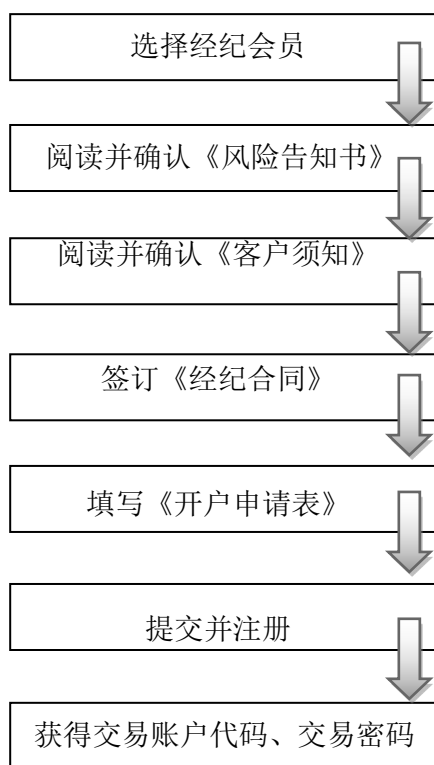 选择经纪会员
阅读并确认《风险告知书》
阅读并确认《客户须知》
签订《经纪合同》
填写《开户申请表》
提交并注册
获得交易账户代码、交易密码